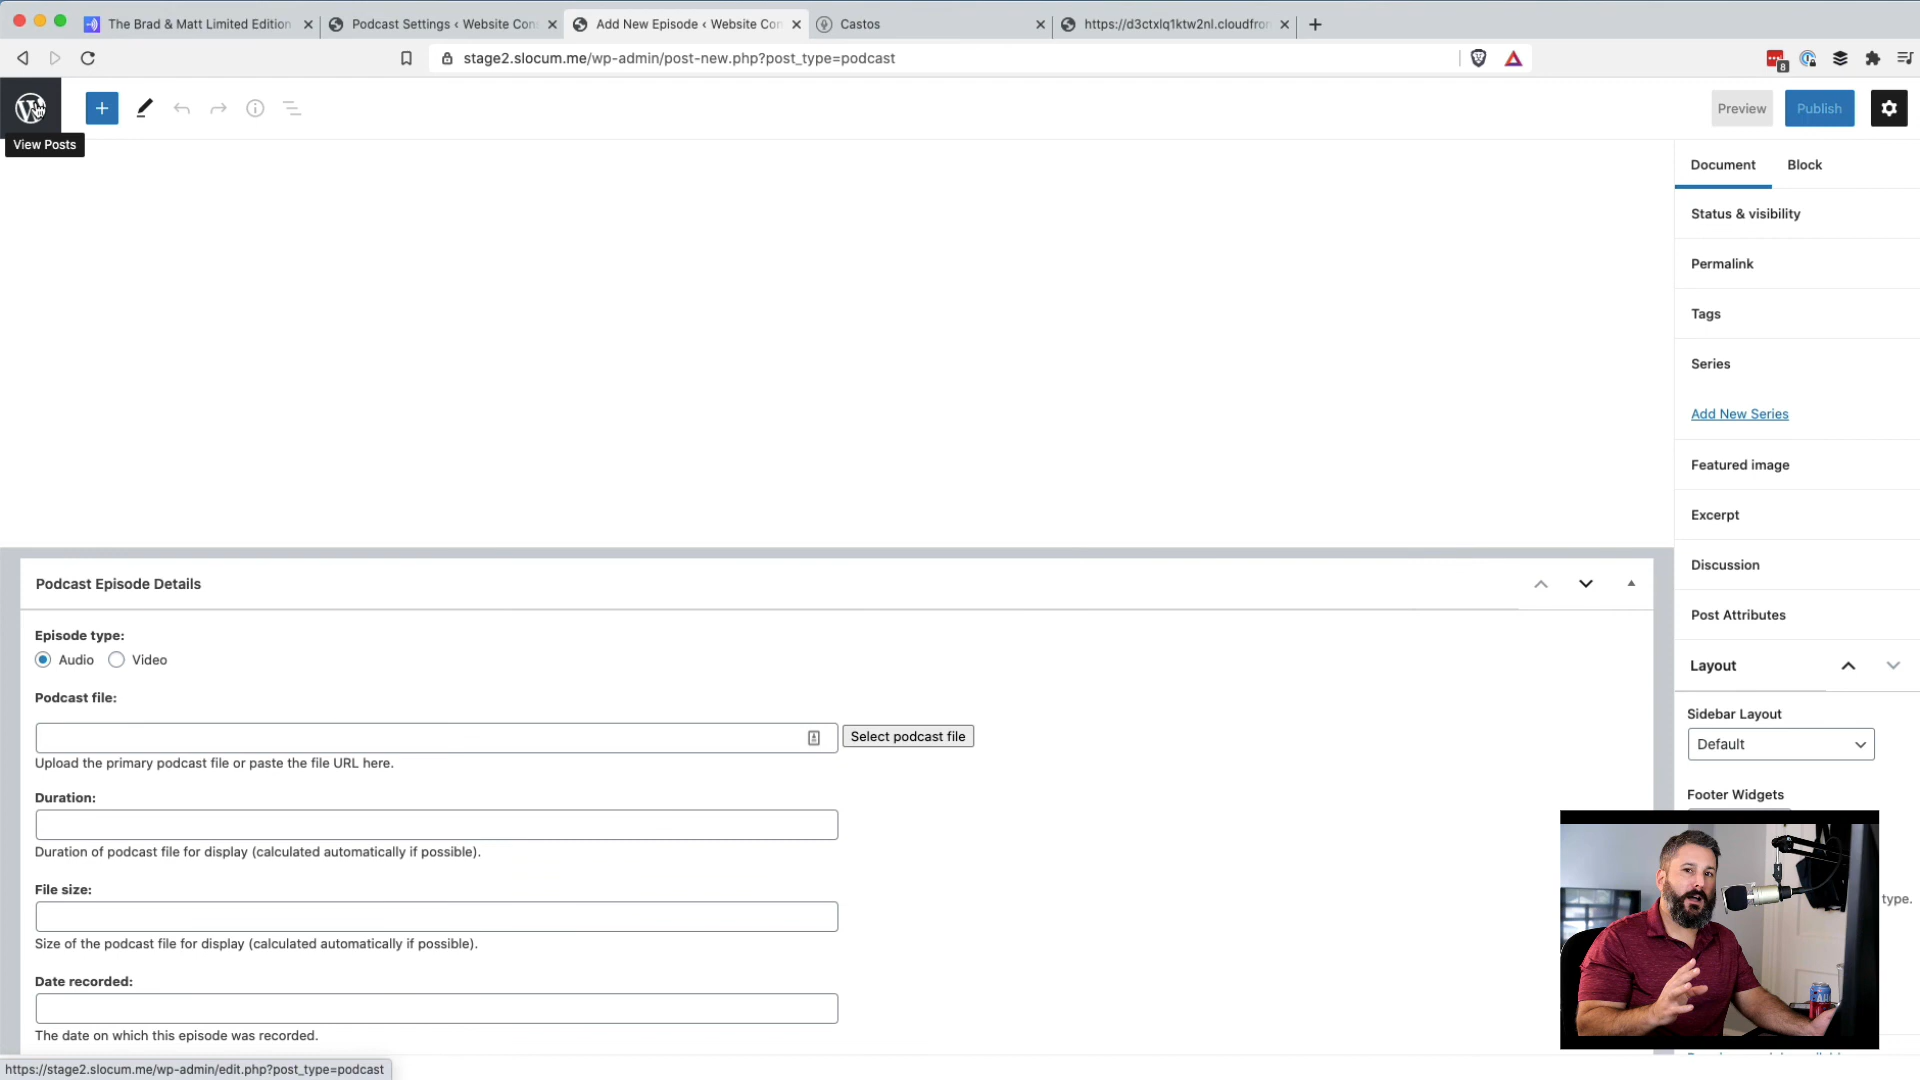 The Brad & Matt Limited Edition
Podcast Settings ‹ Website Con
Add New Episode ‹ Website Con
Castos
https://d3ctxlq1ktw2nl.cloudfron
stage2.slocum.me/wp-admin/post-new.php?post_type=podcast
8
Preview
Publish
View Posts
Document
Block
Status & visibility
Permalink
Tags
Series
Add New Series
Featured image
Excerpt
Discussion
Post Attributes
Layout
Sidebar Layout
Default
Footer Widgets
type.
Podcast Episode Details
Episode type:
Audio
Video
Podcast file:
Select podcast file
Upload the primary podcast file or paste the file URL here.
Duration:
Duration of podcast file for display (calculated automatically if possible).
File size:
Size of the podcast file for display (calculated automatically if possible).
Date recorded:
The date on which this episode was recorded.
https://stage2.slocum.me/wp-admin/edit.php?post_type=podcast